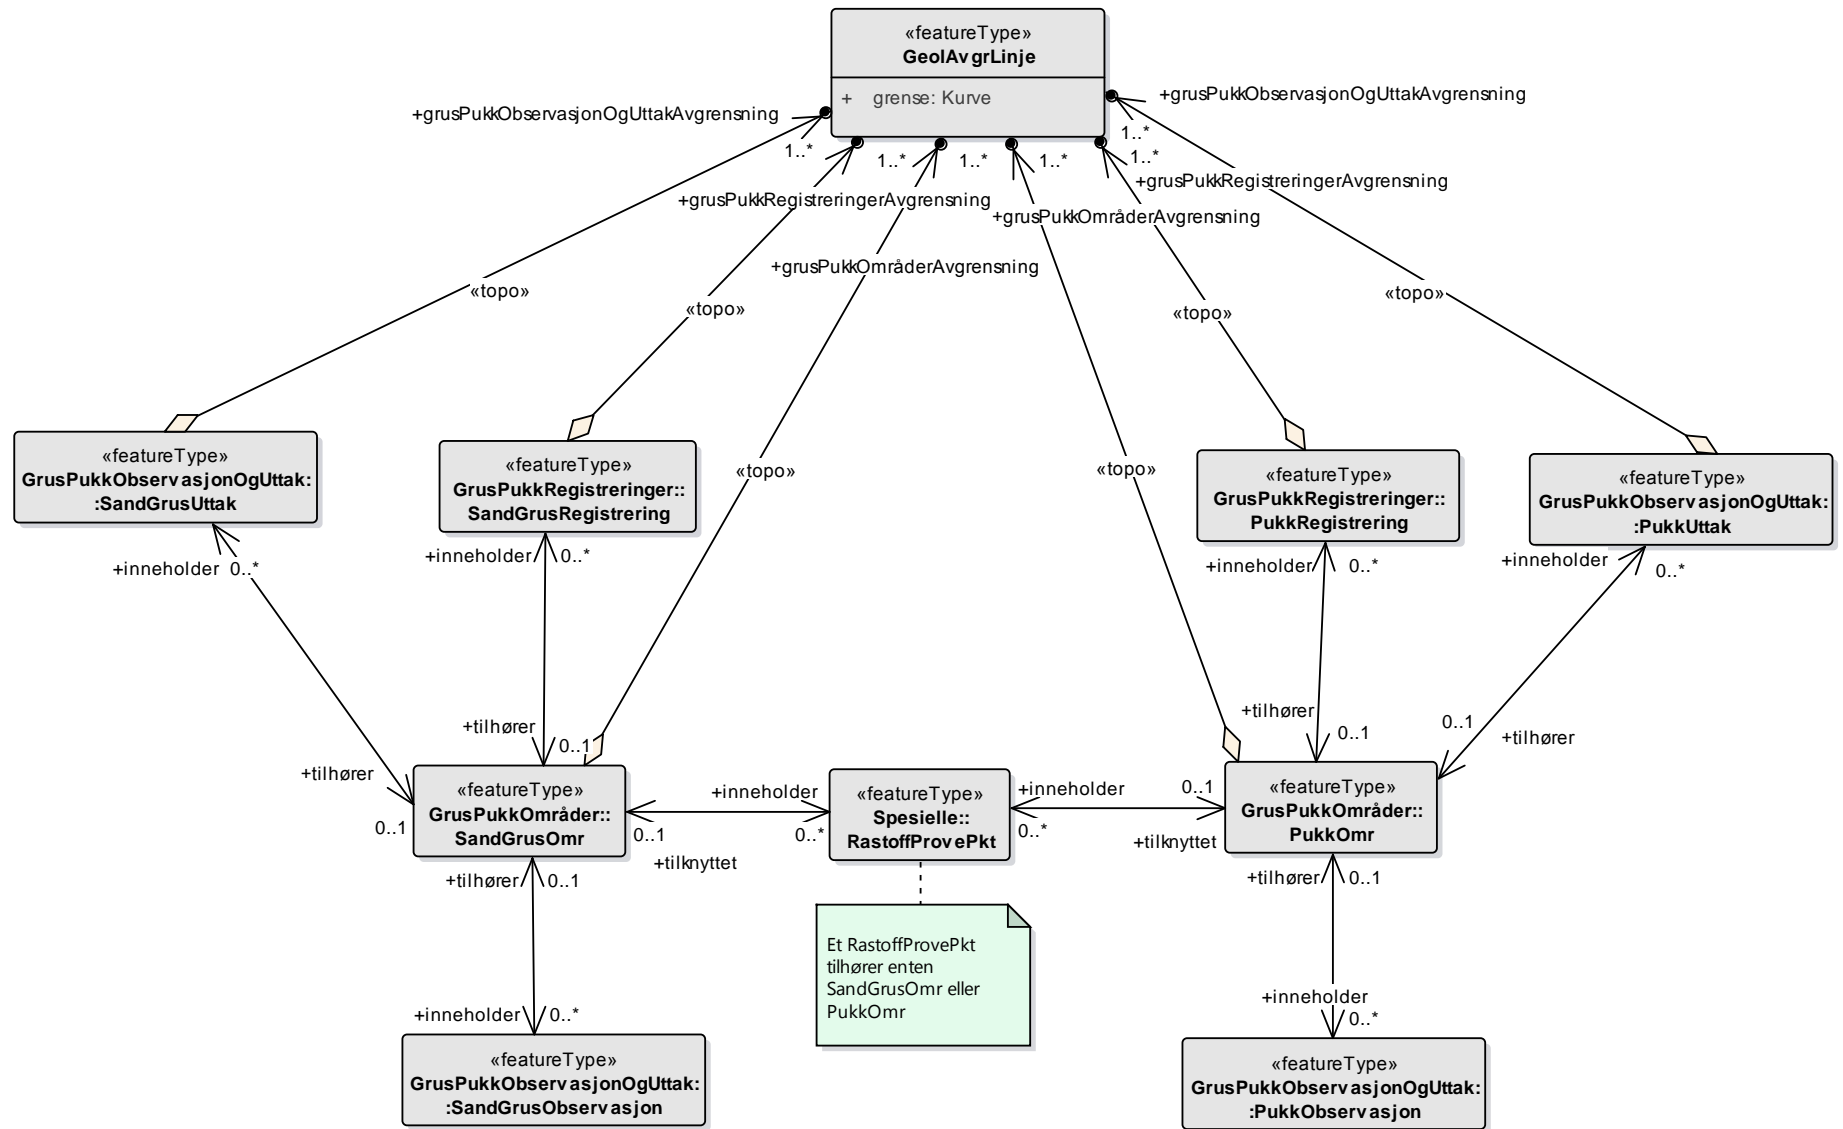 «featureType»
GeolAvgrLinje
+ grense: Kurve
+grusPukkObservasjonOgUttakAvgrensning
1..*
+grusPukkObservasjonOgUttakAvgrensning
1..*
1..*
1..*
1..*
1..*
+grusPukkRegistreringerAvgrensning
+grusPukkRegistreringerAvgrensning
+grusPukkOmråderAvgrensning
+grusPukkOmråderAvgrensning
«topo»
«topo»
«topo»
«topo»
«topo»
«topo»
«featureType»
GrusPukkObservasjonOgUttak:
:SandGrusUttak
«featureType»
GrusPukkRegistreringer::
SandGrusRegistrering
«featureType»
GrusPukkRegistreringer::
PukkRegistrering
«featureType»
GrusPukkObservasjonOgUttak:
:PukkUttak
+inneholder 0..*
+inneholder 0..*
+inneholder 0..*
+inneholder 0..*
+tilhører
0..1
+tilhører
0..1
+tilhører
0..1
+tilhører
0..1
«featureType»
GrusPukkOmråder::
SandGrusOmr
+inneholder
0..*
0..1
+tilknyttet
«featureType»
Spesielle::
RastoffProvePkt
+inneholder
0..*
0..1
+tilknyttet
«featureType»
GrusPukkOmråder::
PukkOmr
+tilhører 0..1
+tilhører 0..1
Et RastoffProvePkt
tilhører enten
SandGrusOmr eller
PukkOmr
+inneholder 0..*
+inneholder
0..*
«featureType»
GrusPukkObservasjonOgUttak:
:SandGrusObservasjon
«featureType»
GrusPukkObservasjonOgUttak:
:PukkObservasjon